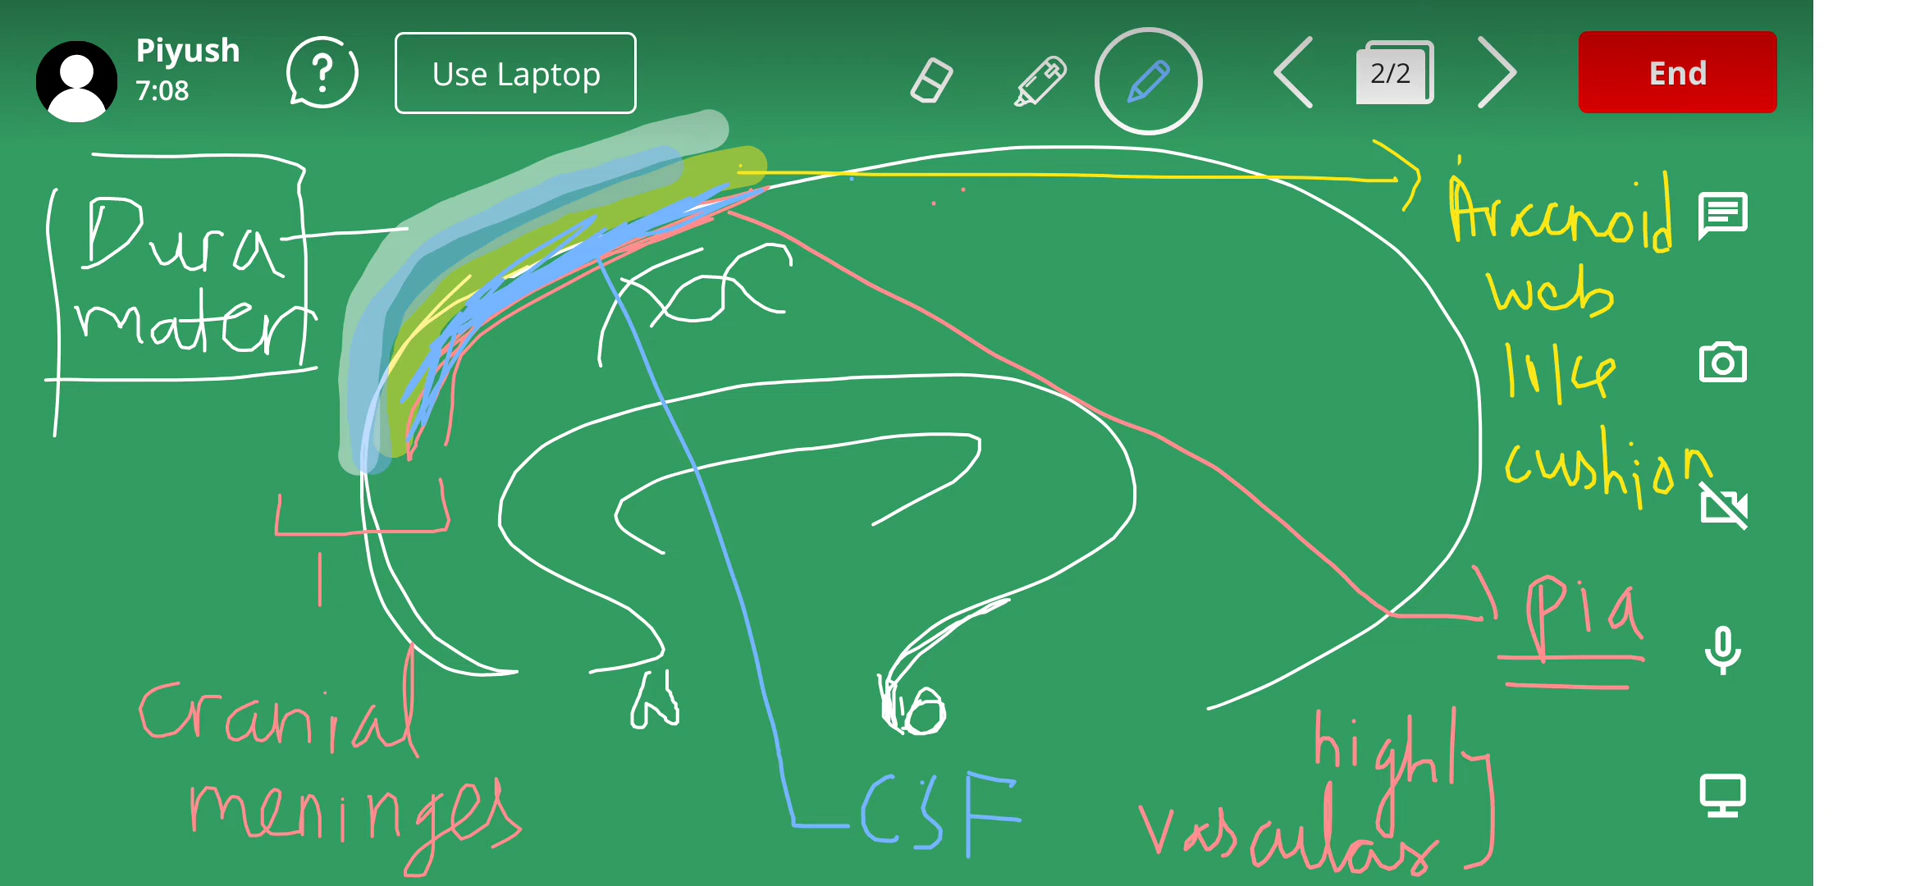 Piyush
7:08
?
Use Laptop
2/2
End
Dura
mater
Aracnoid
web
like
cushion
pia
highly
vascular
cranial
meninges
CSF